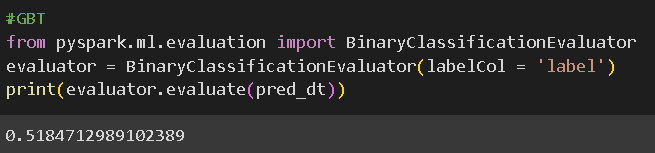 #GBT
from pyspark.ml.evaluation import BinaryClassificationEvaluator
evaluator = BinaryClassificationEvaluator(labelCol = 'label')
print(evaluator.evaluate(pred_dt))
0.5184712989102389